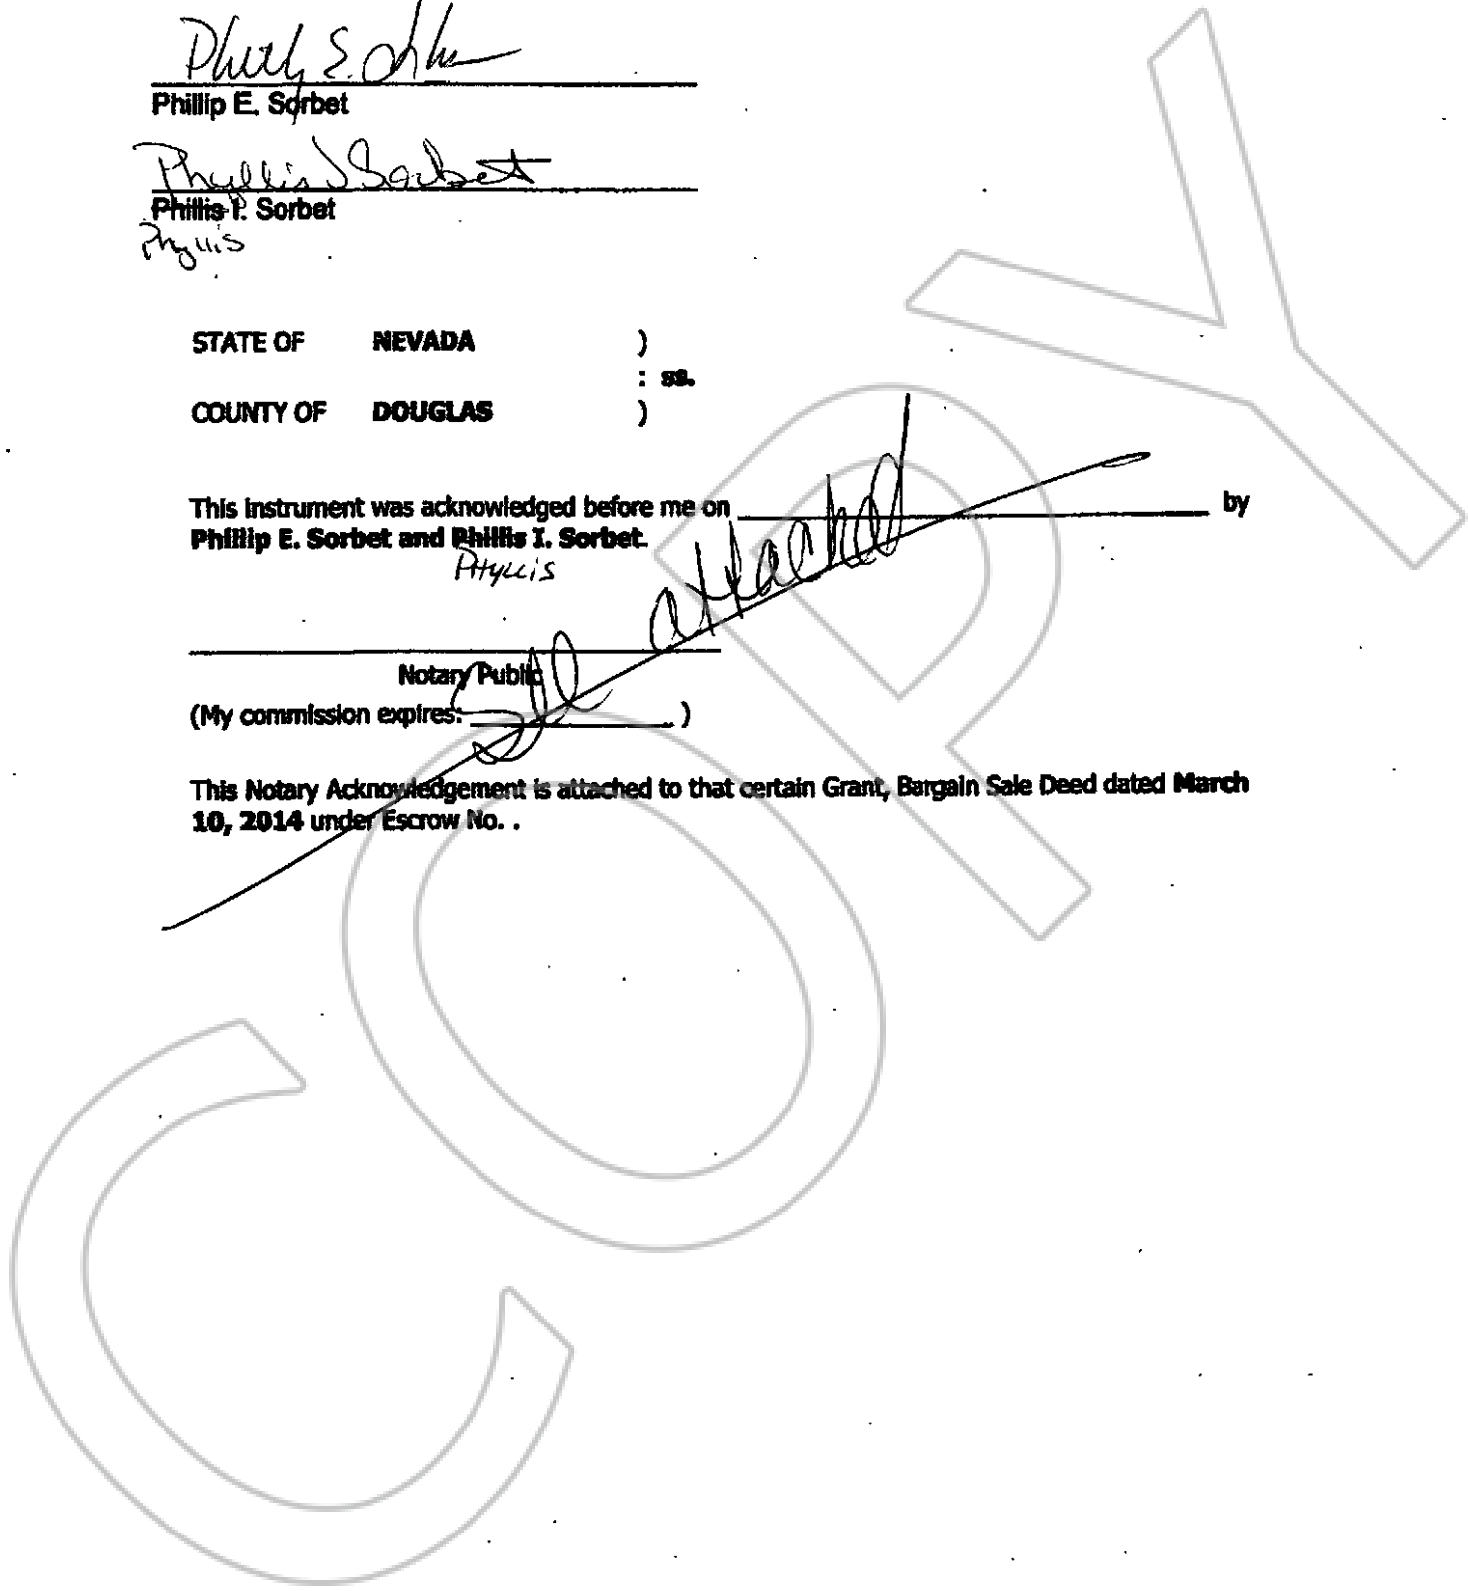 Phillip E. Sorbet
Phyllis J Sorbet
Phillis I. Sorbet
Phyllis
STATE OF NEVADA )
: ss.
COUNTY OF DOUGLAS )
This instrument was acknowledged before me on by
Phillip E. Sorbet and Phillis I. Sorbet.
Phyllis
See attached
Notary Public
(My commission expires: )
This Notary Acknowledgement is attached to that certain Grant, Bargain Sale Deed dated March
10, 2014 under Escrow No. .
COPY